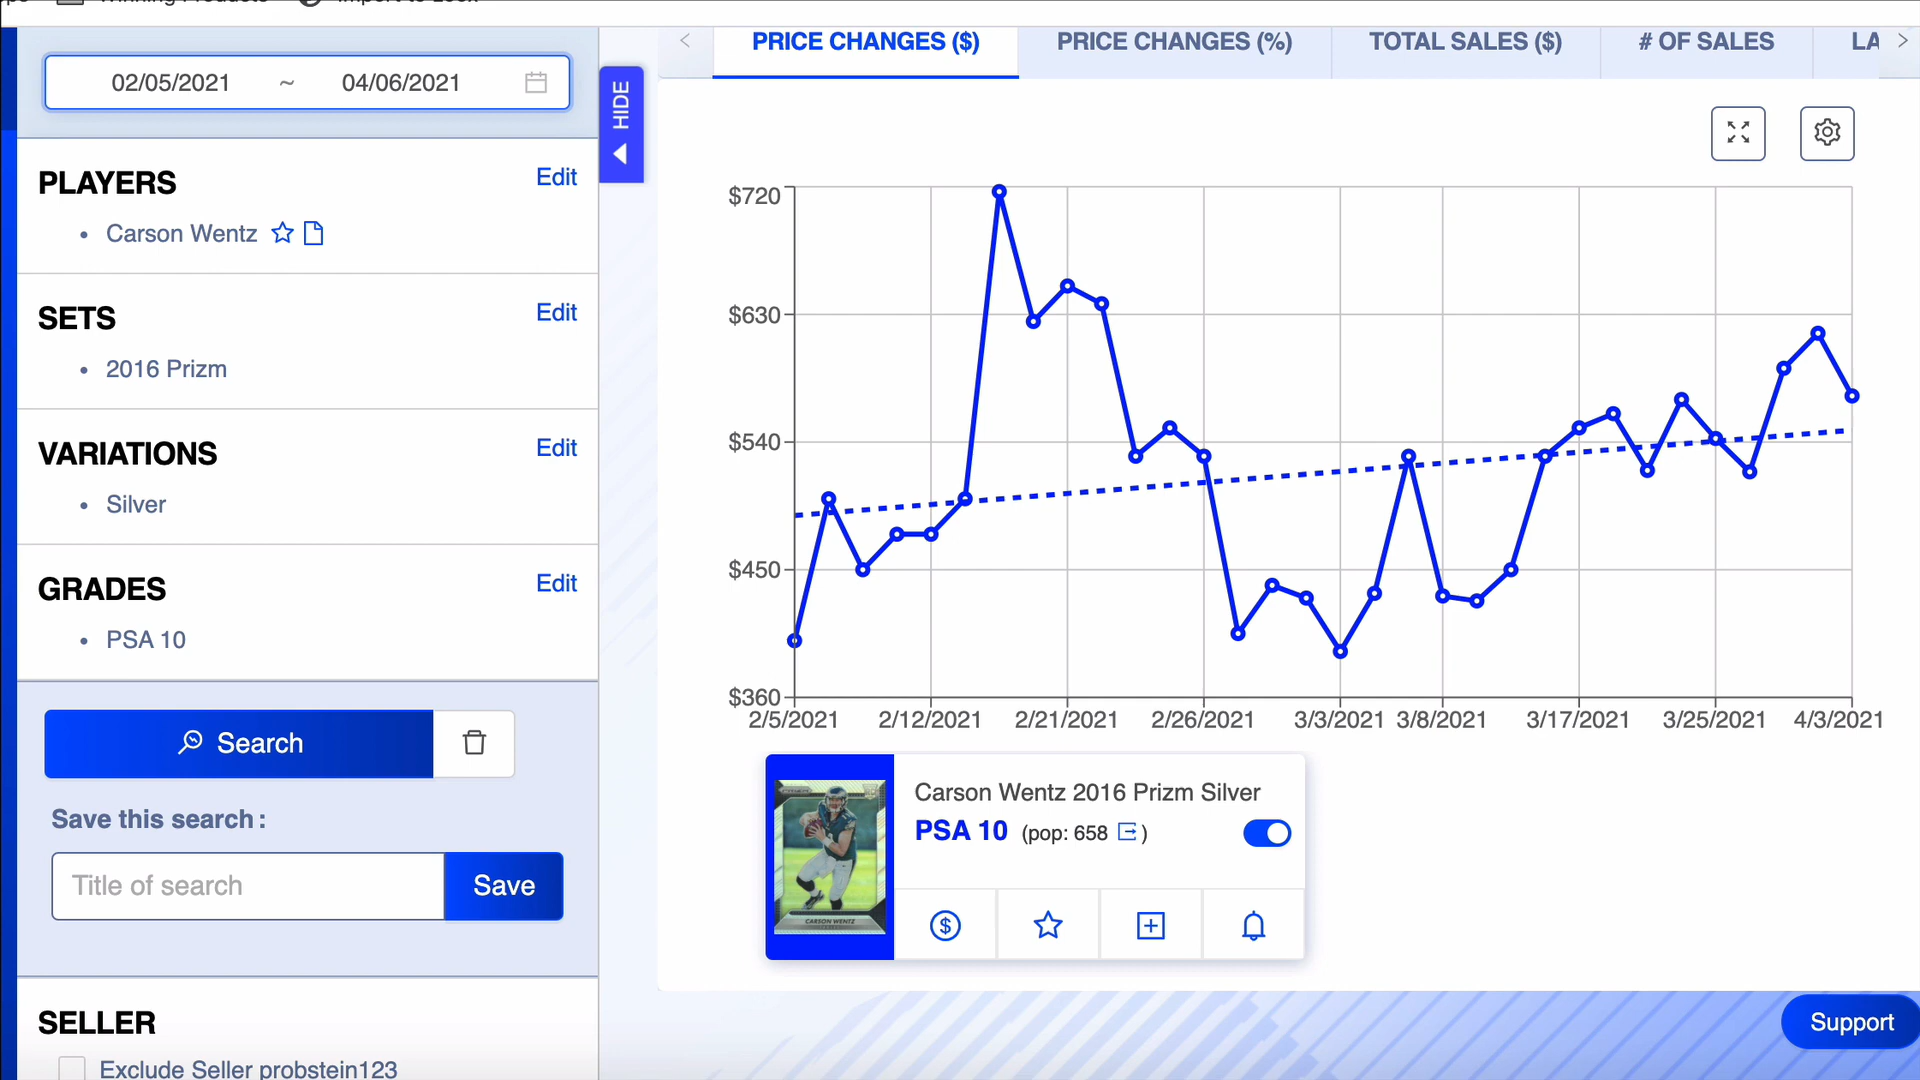 02/05/2021 ~ 04/06/2021
HIDE
PRICE CHANGES ($) PRICE CHANGES (%) TOTAL SALES ($) # OF SALES
PLAYERS Edit
Carson Wentz
SETS Edit
2016 Prizm
VARIATIONS Edit
Silver
GRADES Edit
PSA 10
Search
Save this search :
Title of search Save
SELLER
Exclude Seller probstein123
$720
$630
$540
$450
$360
2/5/2021 2/12/2021 2/21/2021 2/26/2021 3/3/2021 3/8/2021 3/17/2021 3/25/2021 4/3/2021
Carson Wentz 2016 Prizm Silver
PSA 10 (pop: 658 )
CARSON WENTZ
Support